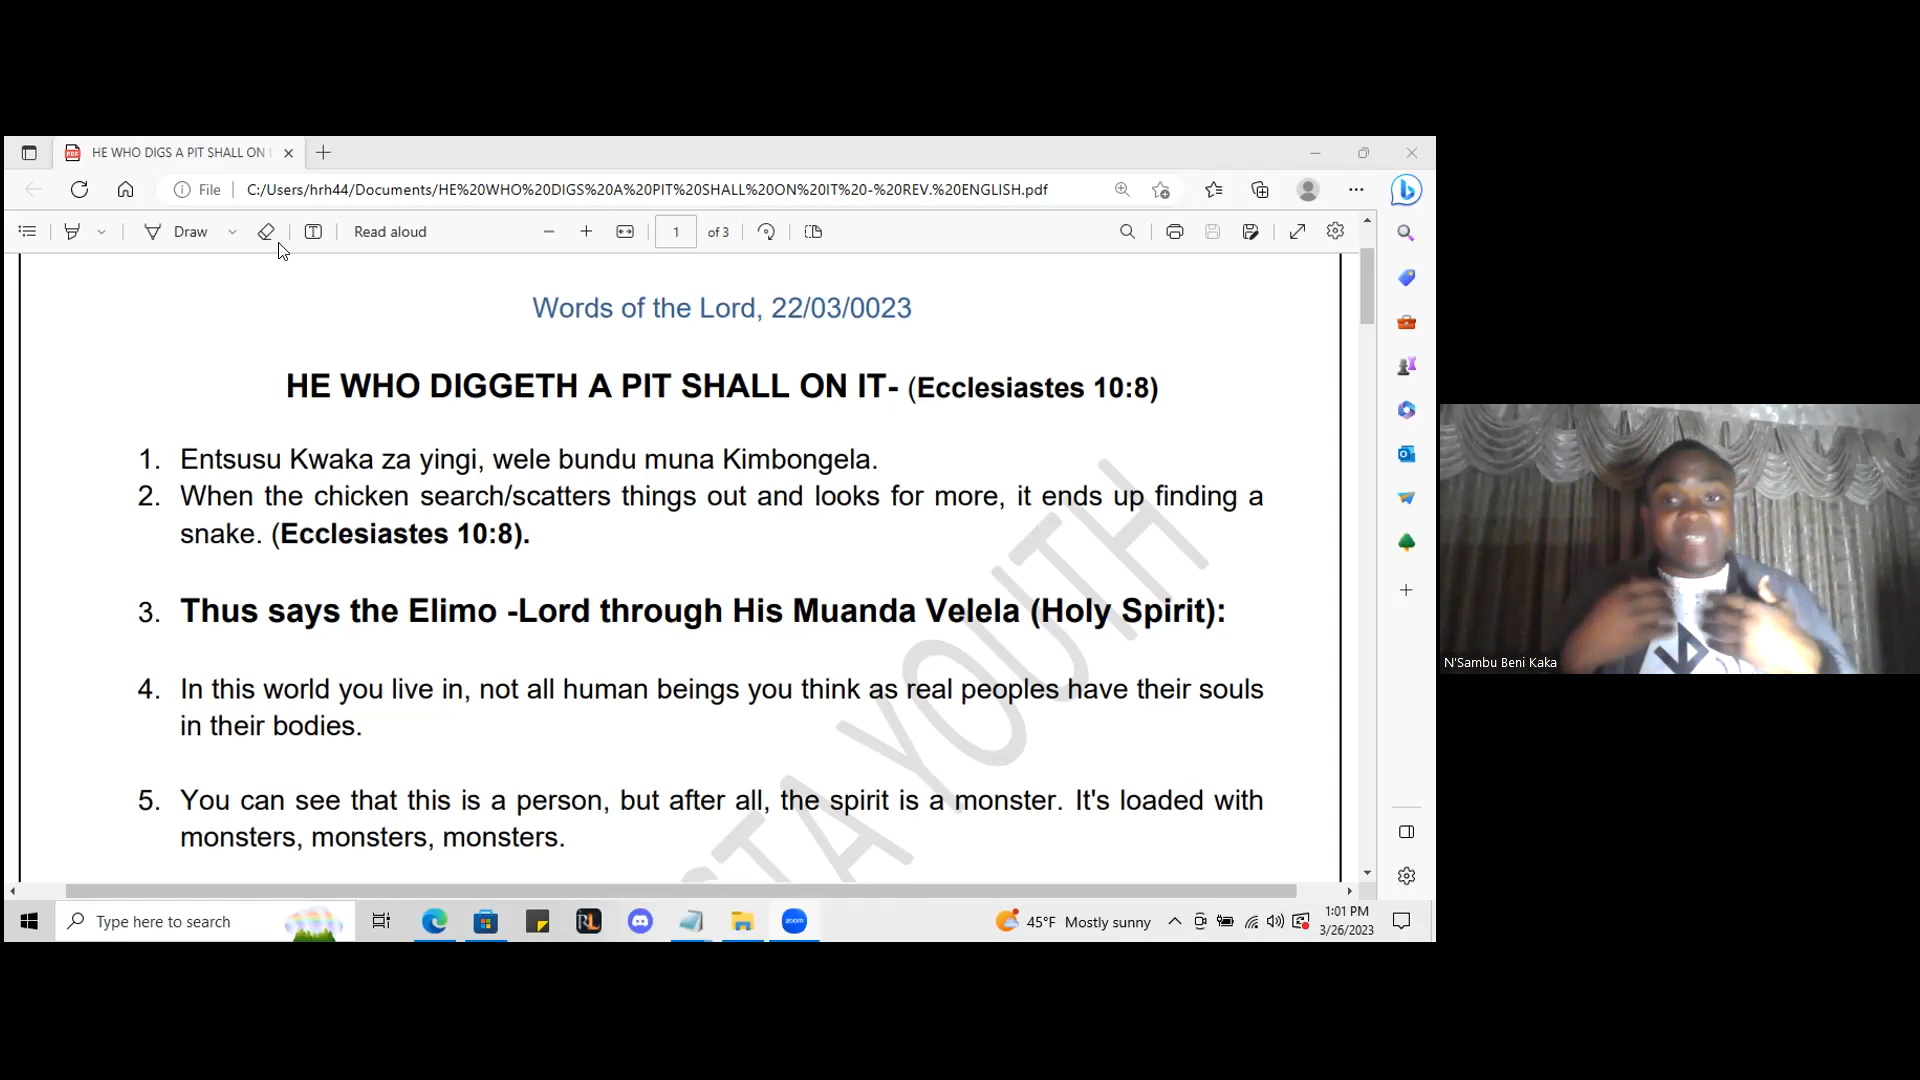 HE WHO DIGS A PIT SHALL ON
File
C:/Users/hrh44/Documents/HE%20WHO%20DIGS%20A%20PIT%20SHALL%20ON%20IT%20-%20REV.%20ENGLISH.pdf
Draw
Read aloud
1 of 3
Words of the Lord, 22/03/0023
HE WHO DIGGETH A PIT SHALL ON IT- (Ecclesiastes 10:8)
1. Entsusu Kwaka za yingi, wele bundu muna Kimbongela.
2. When the chicken search/scatters things out and looks for more, it ends up finding a
snake. (Ecclesiastes 10:8).
3. Thus says the Elimo -Lord through His Muanda Velela (Holy Spirit):
4. In this world you live in, not all human beings you think as real peoples have their souls
in their bodies.
5. You can see that this is a person, but after all, the spirit is a monster. It's loaded with
monsters, monsters, monsters.
STA YOUTH
N'Sambu Beni Kaka
Type here to search
zoom
45°F Mostly sunny
1:01 PM
3/26/2023